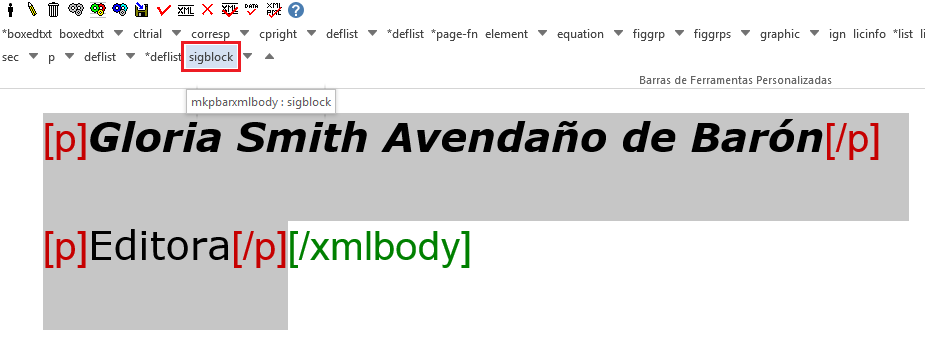 XML DATA XML PMC ?
*boxedtxt boxedtxt cltrial corresp cpright deflist *deflist *page-fn element equation figgrp figgrps graphic ign licinfo *list li
sec p deflist *deflist sigblock
Barras de Ferramentas Personalizadas
mkpbarxmlbody : sigblock
[p]Gloria Smith Avendaño de Barón[/p]
[p]Editora[/p][/xmlbody]